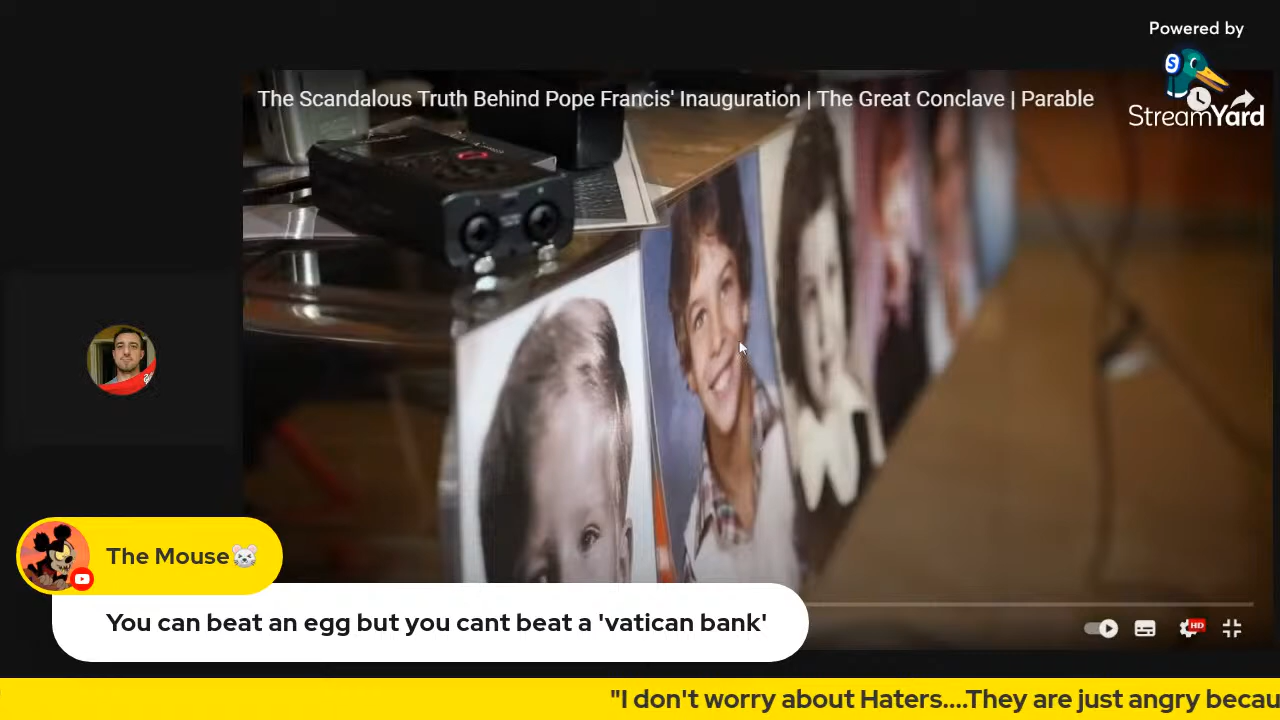 Powered by
StreamYard
The Scandalous Truth Behind Pope Francis' Inauguration | The Great Conclave | Parable
The Mouse🐭
You can beat an egg but you cant beat a 'vatican bank'
HD
"I don't worry about Haters....They are just angry becau